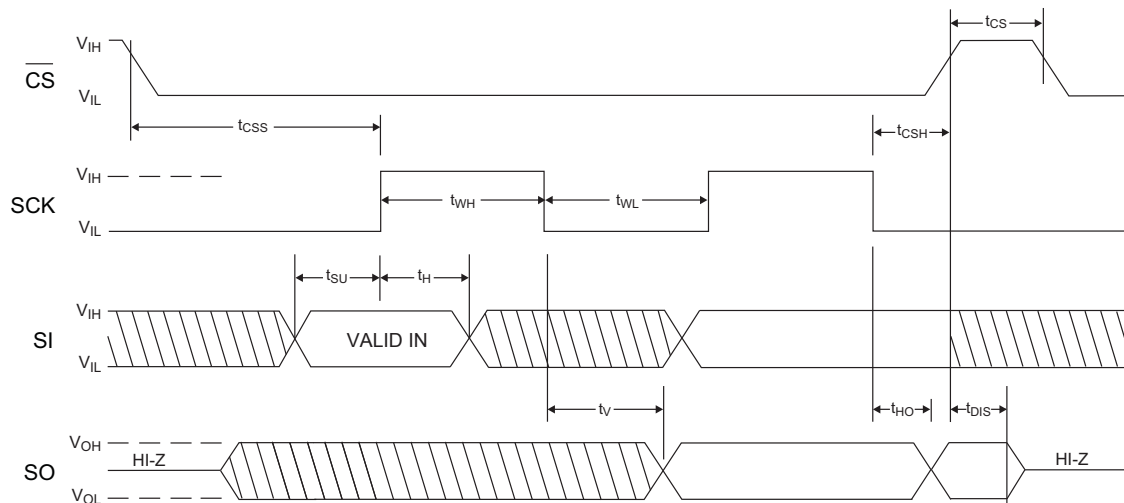 tCS
VIH
CS
VIL
tCSS
tCSH
VIH
SCK
tWH
tWL
VIL
tSU
tH
VIH
SI
VALID IN
VIL
tV
tHO
tDIS
VOH
HI-Z
HI-Z
SO
VOL